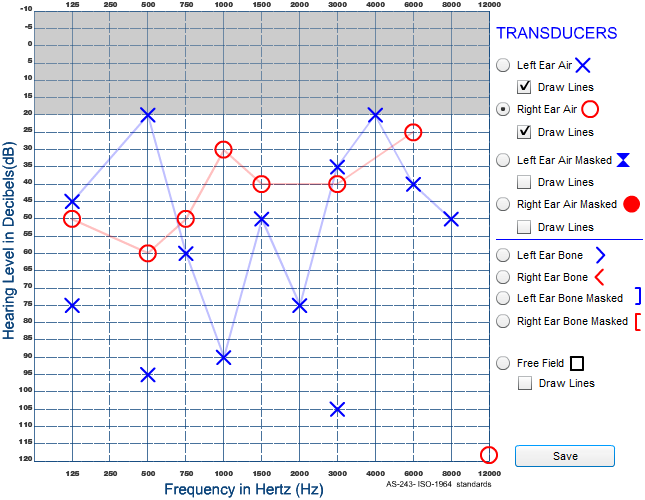 125 250 500 750 1000 1500 2000 3000 4000 6000 8000 12000
-10
-5
0
5
10
15
20
25
30
35
40
45
50
55
60
65
70
75
80
85
90
95
100
105
110
115
120
Hearing Level in Decibels(dB)
125 250 500 750 1000 1500 2000 3000 4000 6000 8000 12000
AS-243- ISO-1964 standards
Frequency in Hertz (Hz)
TRANSDUCERS
Left Ear Air
Draw Lines
Right Ear Air
Draw Lines
Left Ear Air Masked
Draw Lines
Right Ear Air Masked
Draw Lines
Left Ear Bone
Right Ear Bone
Left Ear Bone Masked
Right Ear Bone Masked
Free Field
Draw Lines
Save